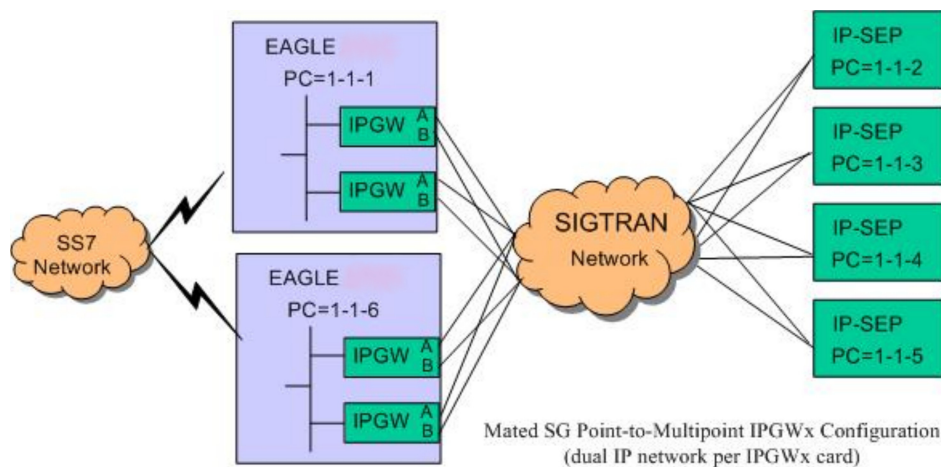 EAGLE
PC=1-1-1
IPGW A
B
IPGW A
B
SS7
Network
EAGLE
PC=1-1-6
IPGW A
B
IPGW A
B
SIGTRAN
Network
IP-SEP
PC=1-1-2
IP-SEP
PC=1-1-3
IP-SEP
PC=1-1-4
IP-SEP
PC=1-1-5
Mated SG Point-to-Multipoint IPGWx Configuration
(dual IP network per IPGWx card)